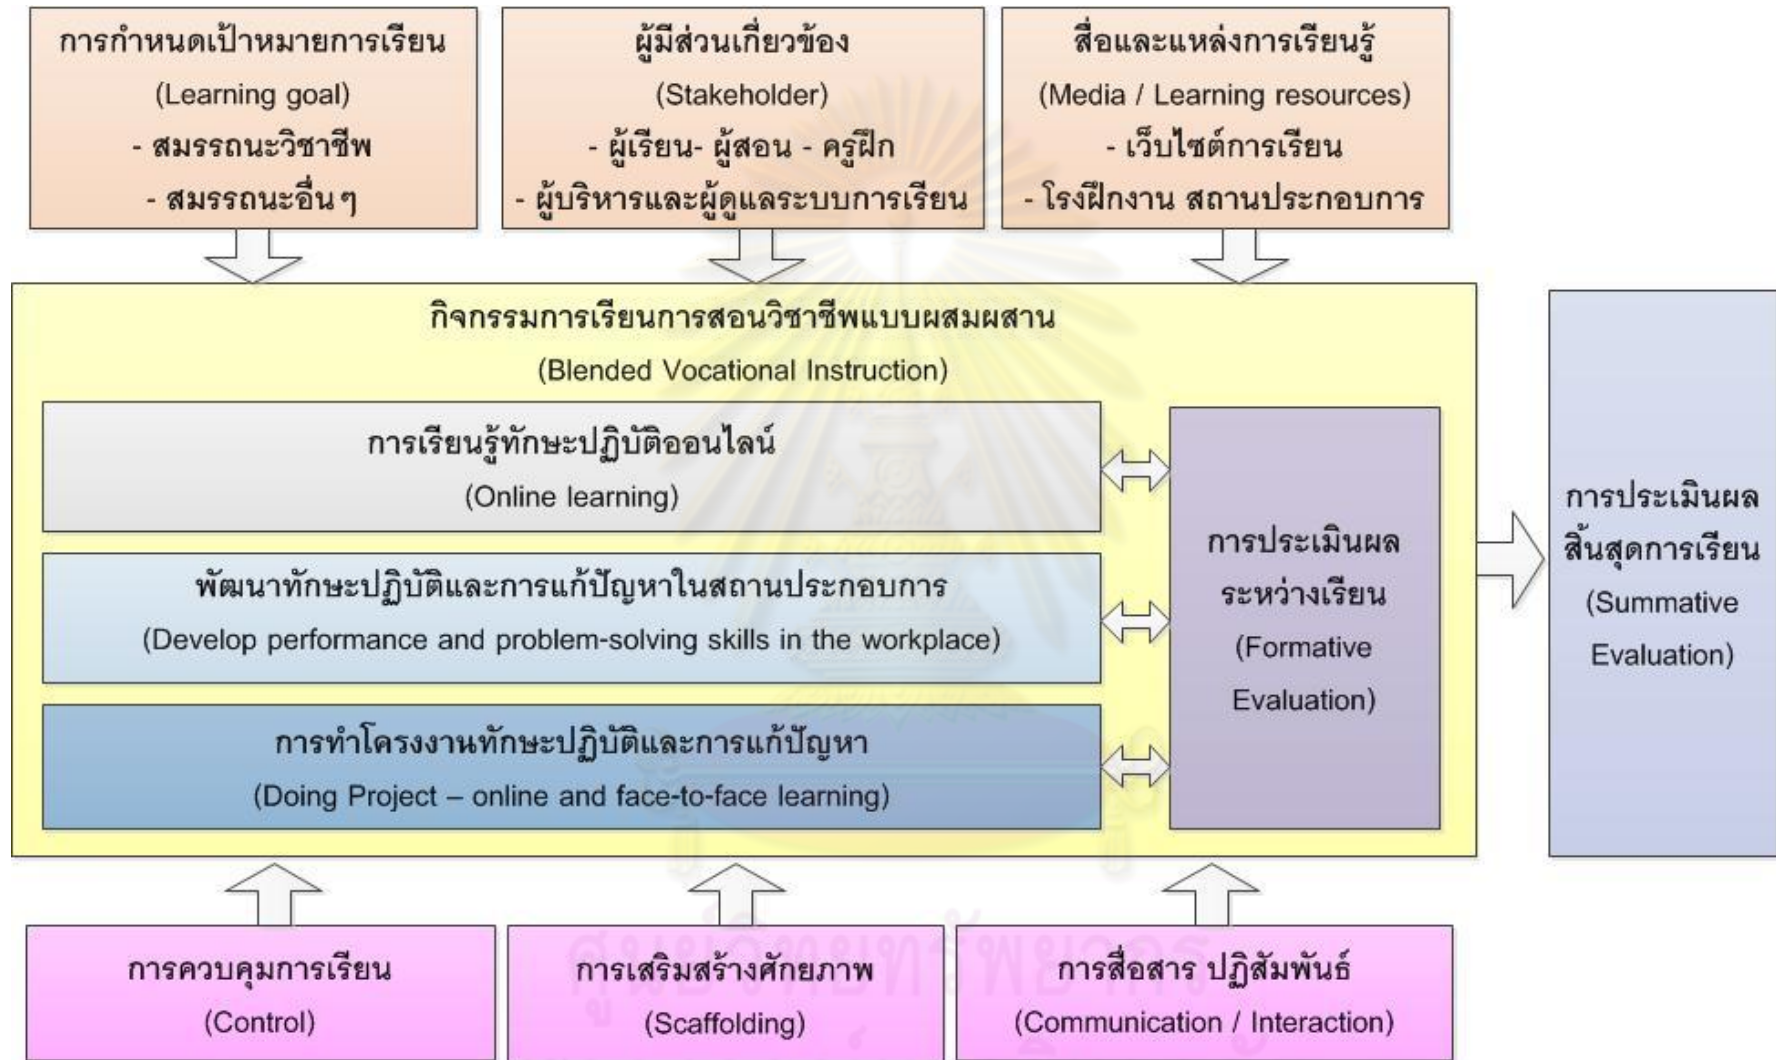 การกำหนดเป้าหมายการเรียน
(Learning goal)
- สมรรถนะวิชาชีพ
- สมรรถนะอื่นๆ
ผู้มีส่วนเกี่ยวข้อง
(Stakeholder)
- ผู้เรียน- ผู้สอน - ครูฝึก
- ผู้บริหารและผู้ดูแลระบบการเรียน
สื่อและแหล่งการเรียนรู้
(Media / Learning resources)
- เว็บไซต์การเรียน
- โรงฝึกงาน สถานประกอบการ
กิจกรรมการเรียนการสอนวิชาชีพแบบผสมผสาน
(Blended Vocational Instruction)
การเรียนรู้ทักษะปฏิบัติออนไลน์
(Online learning)
พัฒนาทักษะปฏิบัติและการแก้ปัญหาในสถานประกอบการ
(Develop performance and problem-solving skills in the workplace)
การทำโครงงานทักษะปฏิบัติและการแก้ปัญหา
(Doing Project – online and face-to-face learning)
การประเมินผล
ระหว่างเรียน
(Formative
Evaluation)
การประเมินผล
สิ้นสุดการเรียน
(Summative
Evaluation)
การควบคุมการเรียน
(Control)
การเสริมสร้างศักยภาพ
(Scaffolding)
การสื่อสาร ปฏิสัมพันธ์
(Communication / Interaction)
ศูนย์วิทยทรัพยากร